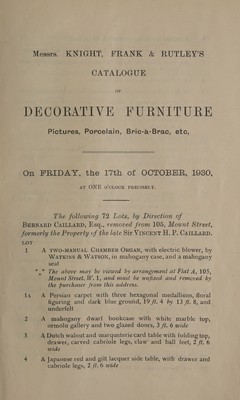 Messrs. KNIGHT, FRANK & RUTLEY'S
CATALOGUE
OF
DECORATIVE FURNITURE
Pictures, Porcelain, Bric-à-Brac, etc,
On FRIDAY, the 17th of OCTOBER, 1930,
AT ONE O'CLOCK PRECISELY.
The following 72 Lots, by Direction of
BERNARD CAILLARD, Esq., removed from 105, Mount Street,
formerly the Property of the late SIR VINCENT H. P. CAILLARD.
LOT
1 A TWO-MANUAL CHAMBER ORGAN, with electric blower, by
WATKINS & WATSON, in mahogany case, and a mahogany
seat
*** The above may be viewed by arrangement at Flat A, 105,
Mount Street, W. 1, and must be unfixed and removed by
the purchaser from this address.
1A A Persian carpet with three hexagonal medallions, floral
figuring and dark blue ground, 19 ft. 4 by 13 ft. 8, and
underfelt
2 A mahogany dwarf bookcase with white marble top,
ormolu gallery and two glazed doors, 3 ft. 6 wide
3 A Dutch walnut and marqueterie card table with folding top,
drawer, carved cabriole legs, claw and ball feet, 2 ft. 6
wide
4 A Japanese red and gilt lacquer side table, with drawer and
cabriole legs, 2 ft. 6 wide